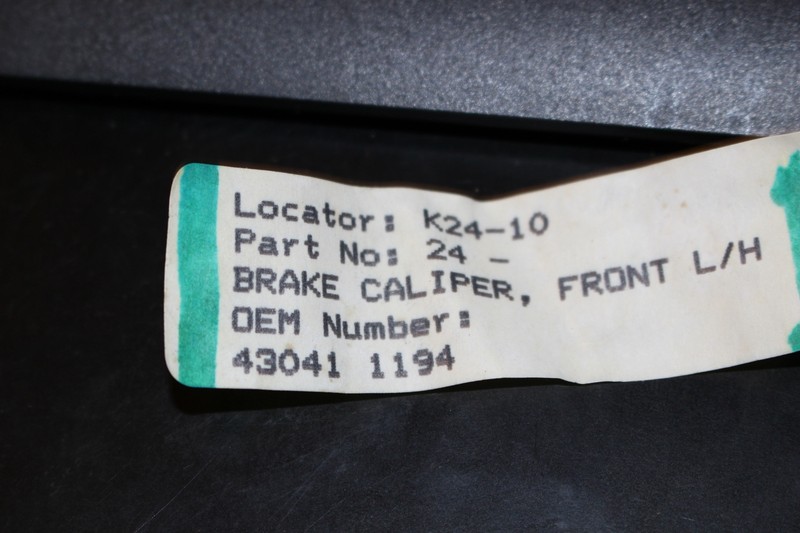 Locator: K24-10
Part No: 24 -
BRAKE CALIPER, FRONT L/H
OEM Number:
43041 1194